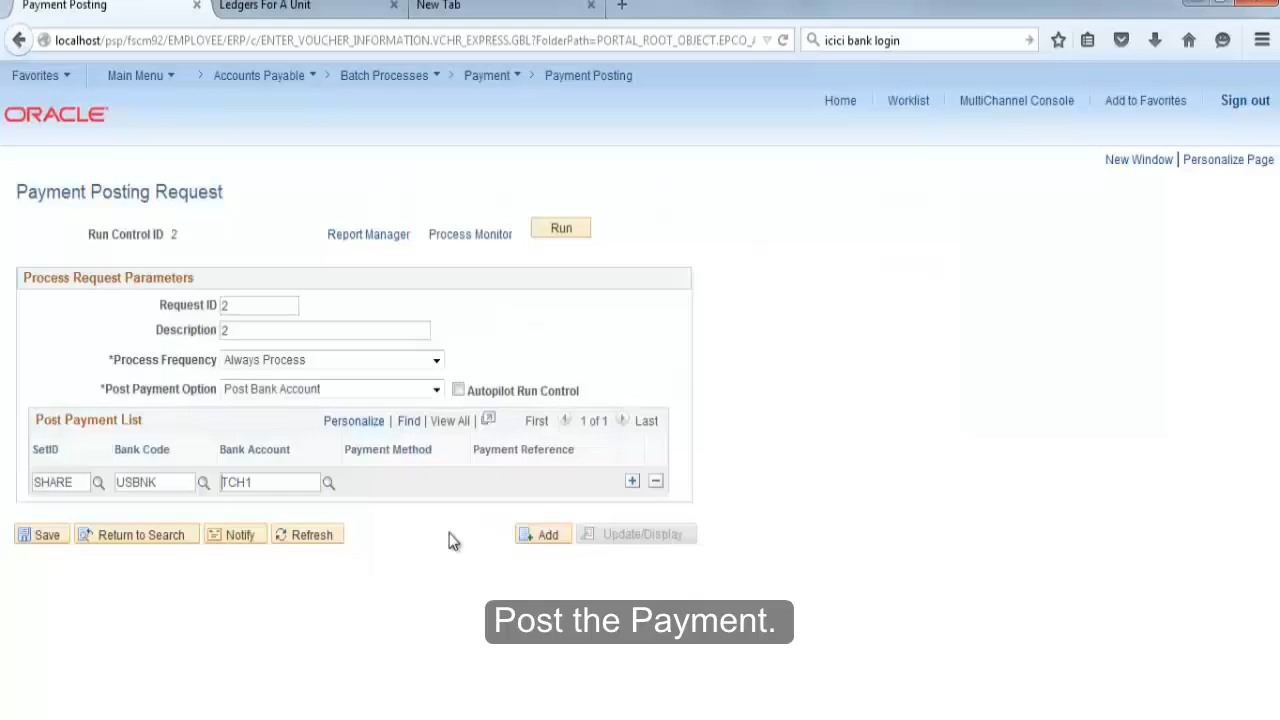 Payment Posting × Ledgers For A Unit × New Tab × +
localhost/psp/fscm92/EMPLOYEE/ERP/c/ENTER_VOUCHER_INFORMATION.VCHR_EXPRESS.GBL?FolderPath=PORTAL_ROOT_OBJECT.EPCO_ icici bank login
Favorites Main Menu > Accounts Payable > Batch Processes > Payment > Payment Posting
Home Worklist MultiChannel Console Add to Favorites Sign out
ORACLE
New Window | Personalize Page
Payment Posting Request
Run Control ID 2 Report Manager Process Monitor Run
Process Request Parameters
Request ID 2
Description 2
*Process Frequency Always Process
*Post Payment Option Post Bank Account Autopilot Run Control
Post Payment List Personalize | Find | View All | First 1 of 1 Last
SetID Bank Code Bank Account Payment Method Payment Reference
SHARE USBNK TCH1 + −
Save Return to Search Notify Refresh Add Update/Display
Post the Payment.